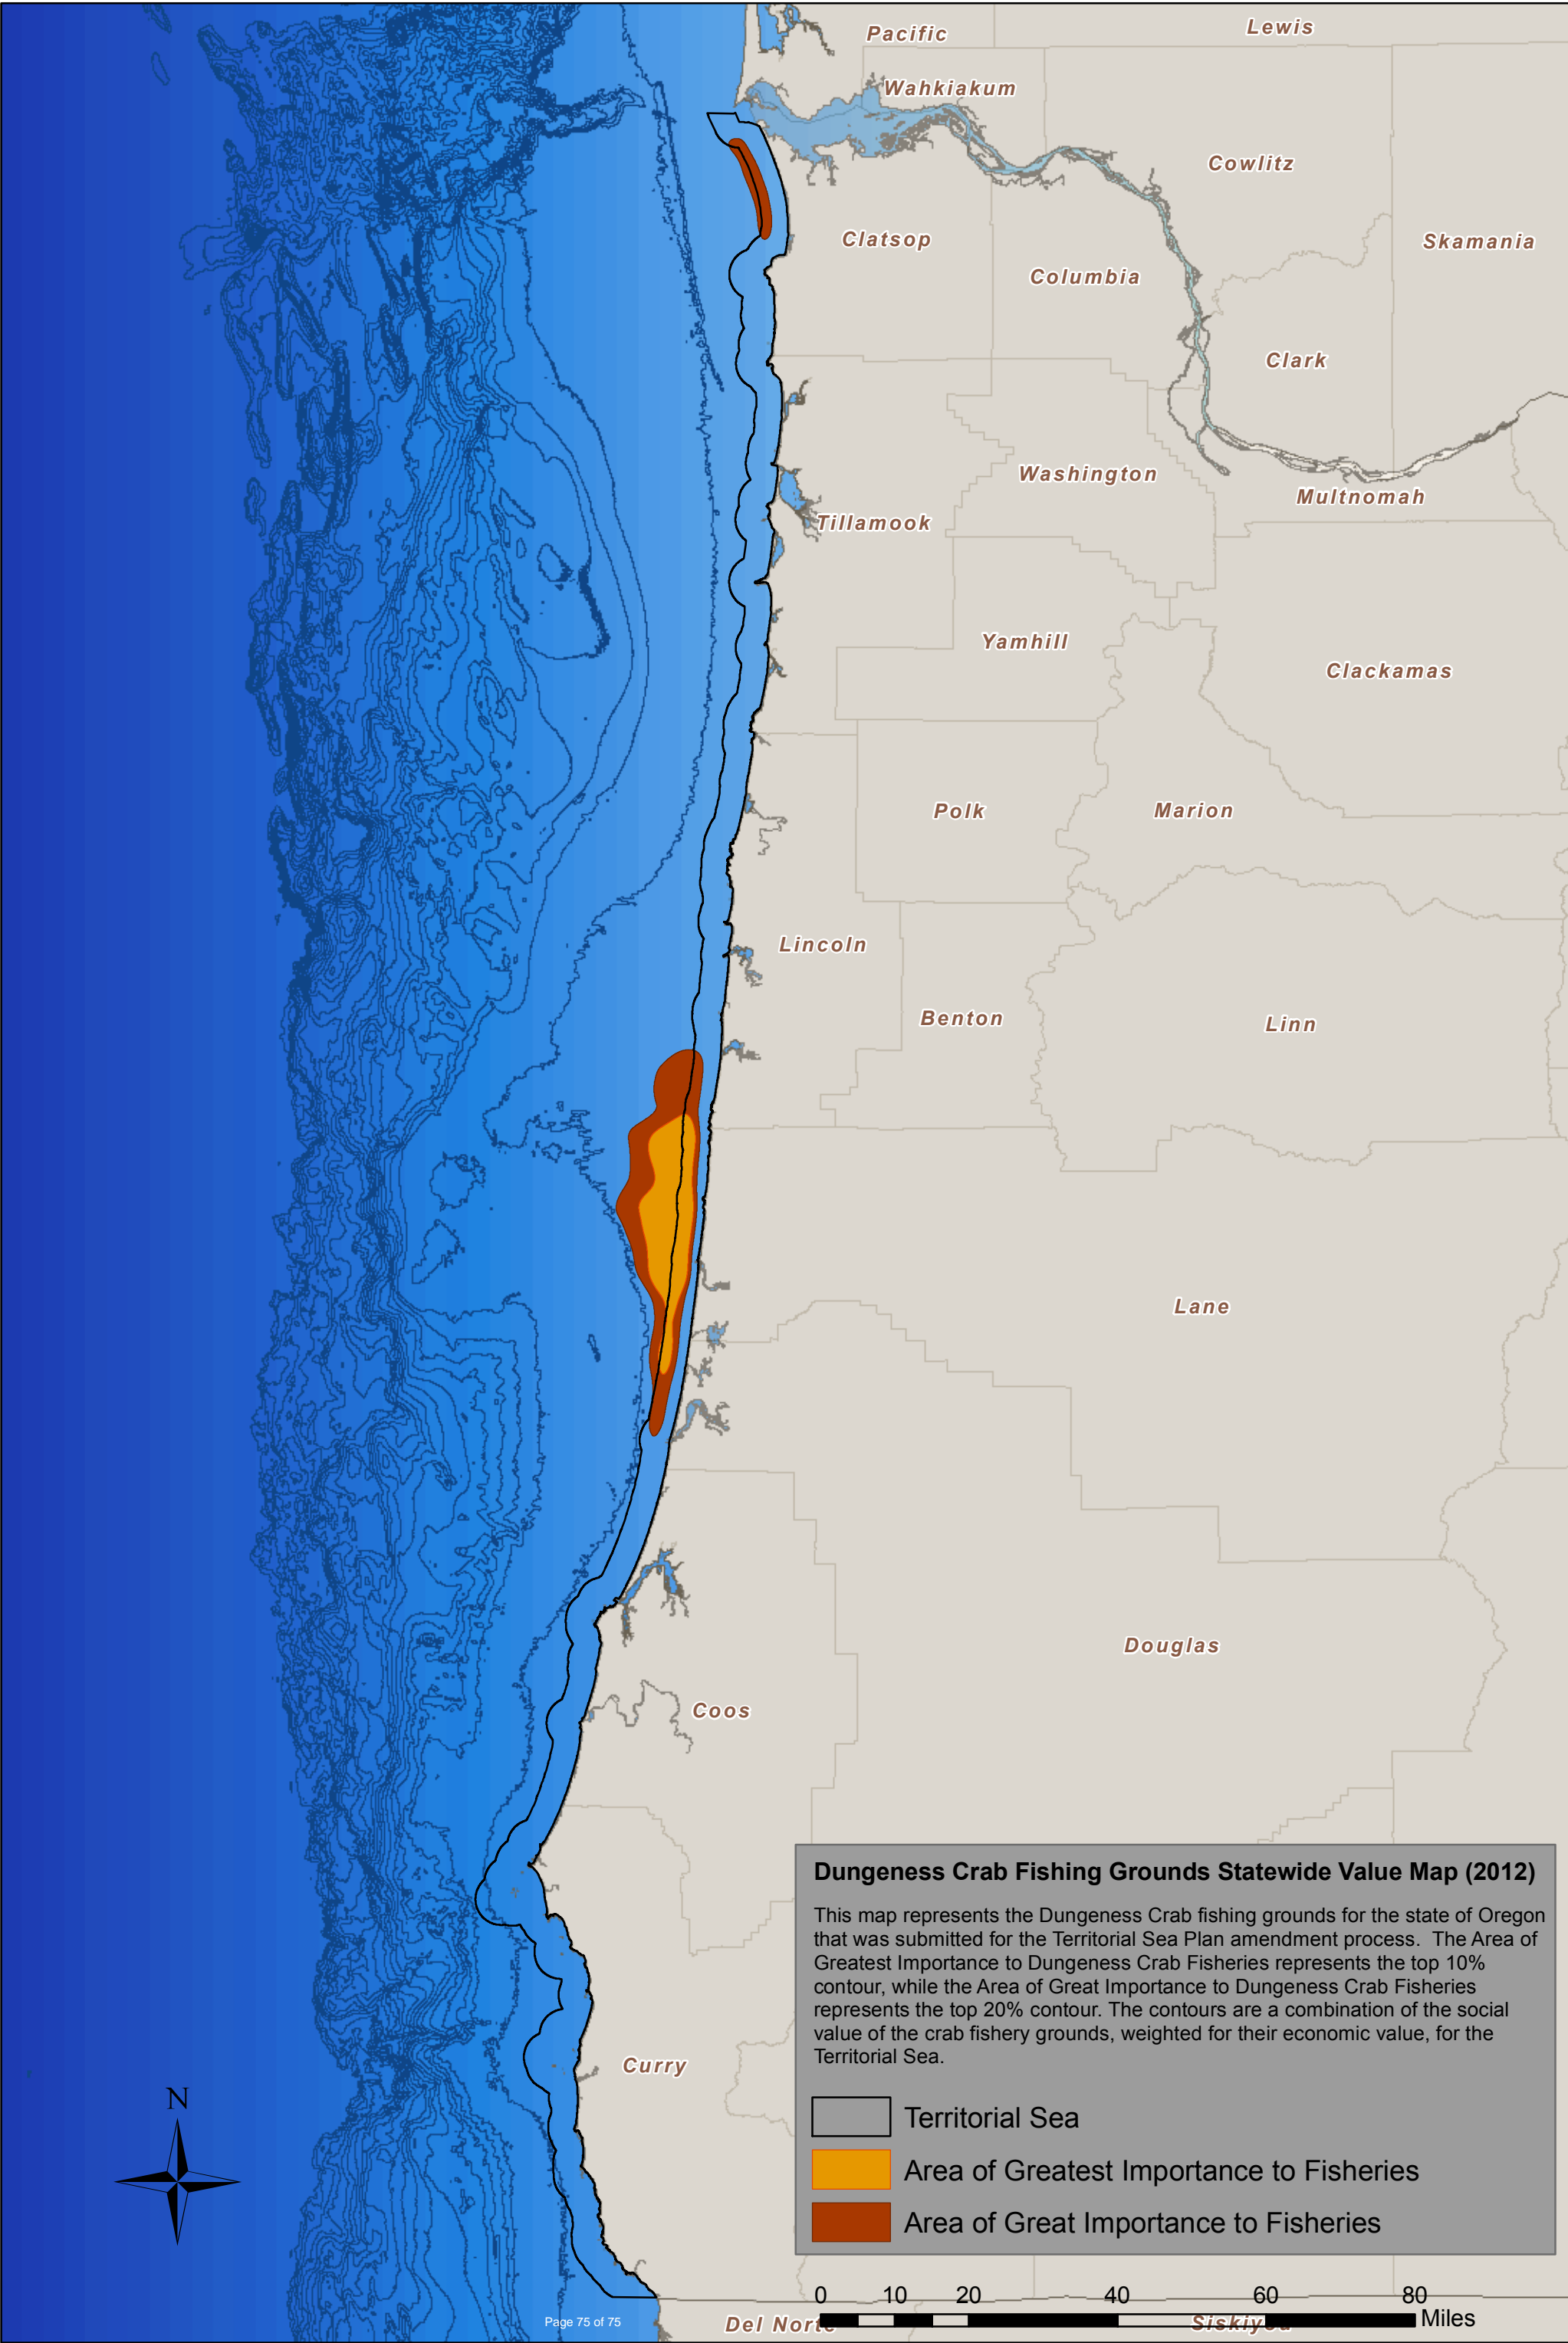 Pacific
Lewis
Wahkiakum
Cowlitz
Clatsop
Skamania
Columbia
Clark
Washington
Multnomah
Tillamook
Yamhill
Clackamas
Polk
Marion
Lincoln
Benton
Linn
Lane
Douglas
Coos
Dungeness Crab Fishing Grounds Statewide Value Map (2012)
This map represents the Dungeness Crab fishing grounds for the state of Oregon
that was submitted for the Territorial Sea Plan amendment process. The Area of
Greatest Importance to Dungeness Crab Fisheries represents the top 10%
contour, while the Area of Great Importance to Dungeness Crab Fisheries
represents the top 20% contour. The contours are a combination of the social
value of the crab fishery grounds, weighted for their economic value, for the
Territorial Sea.
Curry
N
Territorial Sea
Area of Greatest Importance to Fisheries
Area of Great Importance to Fisheries
0 10 20 40 60 80
Miles
Page 75 of 75
Del Norte
Siskiyou